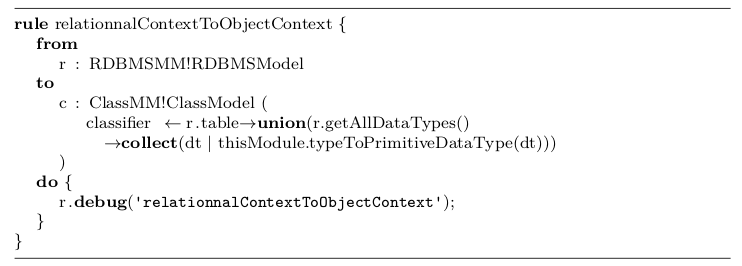 rule relationnalContextToObjectContext {
from
r : RDBMSMM!RDBMSModel
to
c : ClassMM!ClassModel (
classifier ←r.table→union(r.getAllDataTypes()
→collect(dt | thisModule.typeToPrimitiveDataType(dt)))
)
do {
r.debug('relationnalContextToObjectContext');
}
}